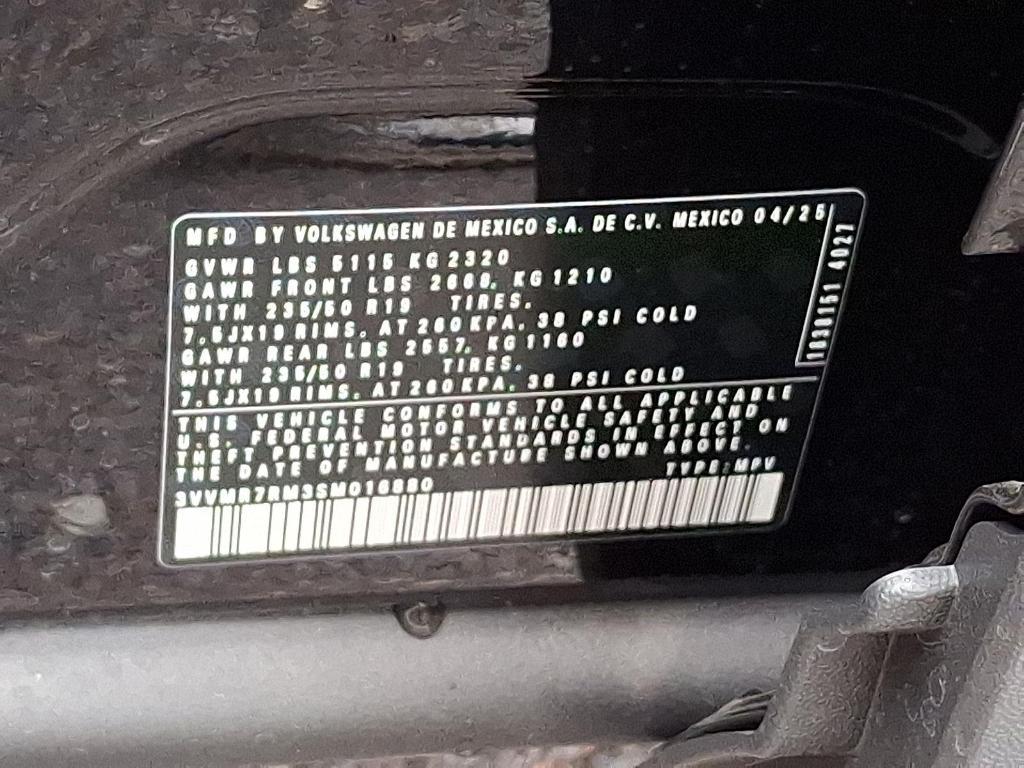 MFD BY VOLKSWAGEN DE MEXICO S.A. DE C.V. MEXICO 04/25
GVWR LBS 5115 KG 2320
GAWR FRONT LBS 2668. KG 1210
WITH 235/50 R19 TIRES.
7.5JX19 RIMS. AT 260 KPA. 38 PSI COLD
GAWR REAR LBS 2557. KG 1160
WITH 235/50 R19 TIRES.
7.5JX19 RIMS. AT 260 KPA. 38 PSI COLD
THIS VEHICLE CONFORMS TO ALL APPLICABLE
U.S. FEDERAL MOTOR VEHICLE SAFETY AND
THEFT PREVENTION STANDARDS IN EFFECT ON
THE DATE OF MANUFACTURE SHOWN ABOVE.
TYPE: MPV
4027